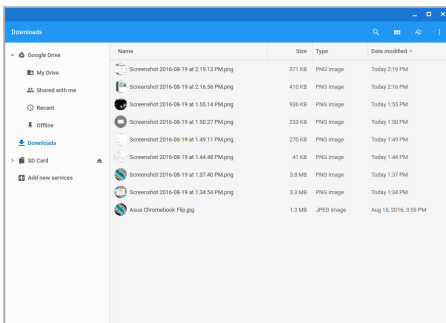 Downloads
Google Drive
My Drive
Shared with me
Recent
Offline
Downloads
SD Card
Add new services
Name Size Type Date modified
Screenshot 2016-08-19 at 2.19.13 PM.png 371 KB PNG image Today 2:19 PM
Screenshot 2016-08-19 at 2.16.56 PM.png 410 KB PNG image Today 2:16 PM
Screenshot 2016-08-19 at 1.55.14 PM.png 936 KB PNG image Today 1:55 PM
Screenshot 2016-08-19 at 1.50.27 PM.png 233 KB PNG image Today 1:50 PM
Screenshot 2016-08-19 at 1.49.11 PM.png 270 KB PNG image Today 1:49 PM
Screenshot 2016-08-19 at 1.44.48 PM.png 41 KB PNG image Today 1:44 PM
Screenshot 2016-08-19 at 1.37.40 PM.png 3.8 MB PNG image Today 1:37 PM
Screenshot 2016-08-19 at 1.34.54 PM.png 3.3 MB PNG image Today 1:34 PM
Asus Chromebook Flip.jpg 1.3 MB JPEG image Aug 15, 2016, 3:59 PM